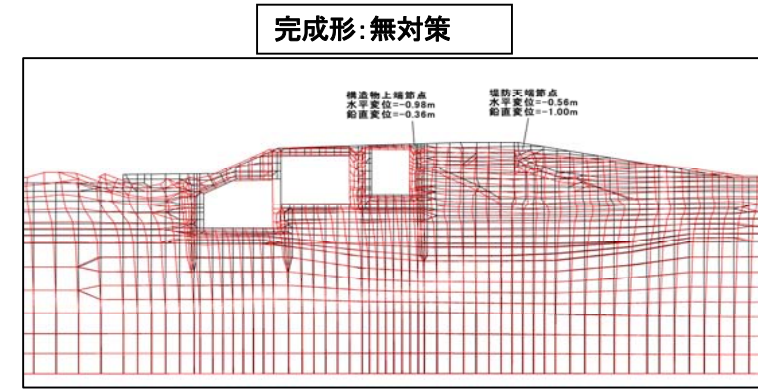 完成形:無対策
構造物上端節点
水平変位=-0.98m
鉛直変位=-0.36m
堤防天端節点
水平変位=-0.56m
鉛直変位=-1.00m